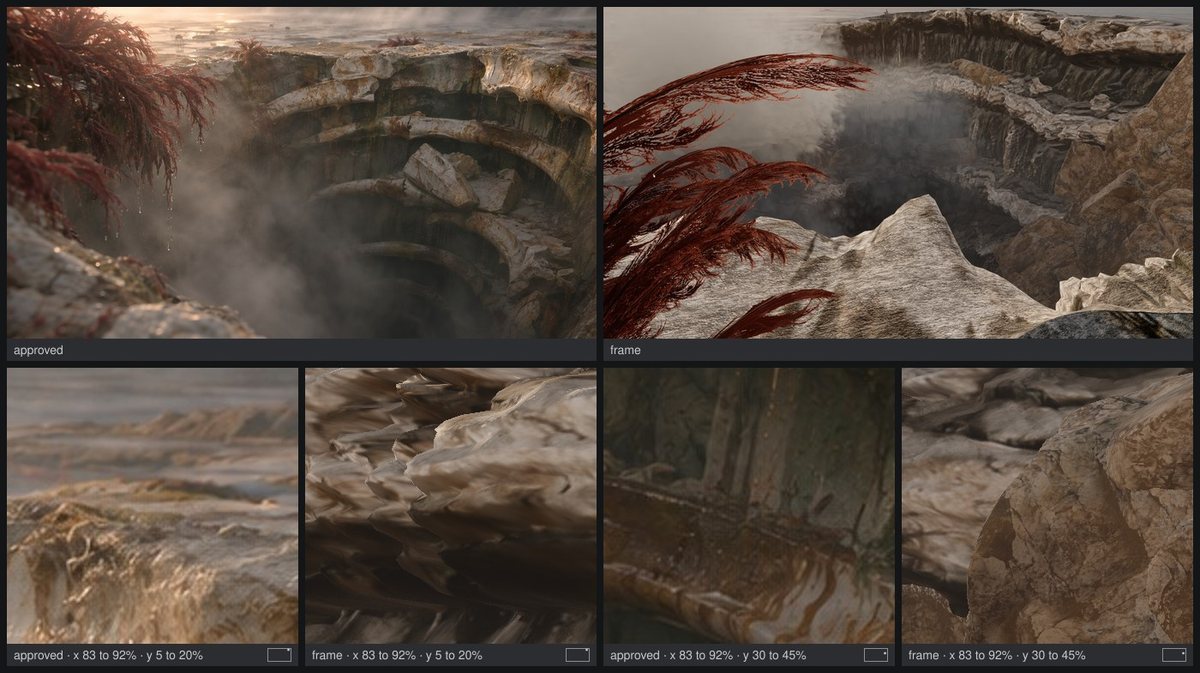 approved
frame
approved · x 83 to 92% · y 5 to 20%
frame · x 83 to 92% · y 5 to 20%
approved · x 83 to 92% · y 30 to 45%
frame · x 83 to 92% · y 30 to 45%